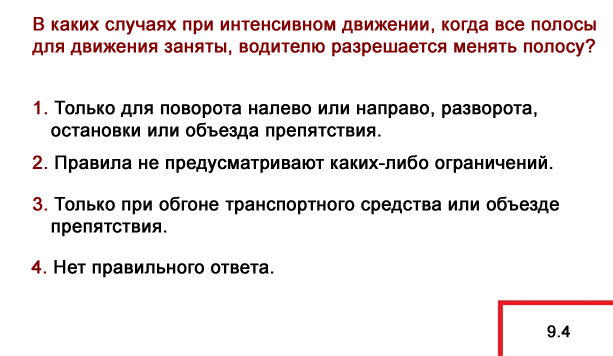 В каких случаях при интенсивном движении, когда все полосы
для движения заняты, водителю разрешается менять полосу?
1. Только для поворота налево или направо, разворота,
остановки или объезда препятствия.
2. Правила не предусматривают каких-либо ограничений.
3. Только при обгоне транспортного средства или объезде
препятствия.
4. Нет правильного ответа.
9.4